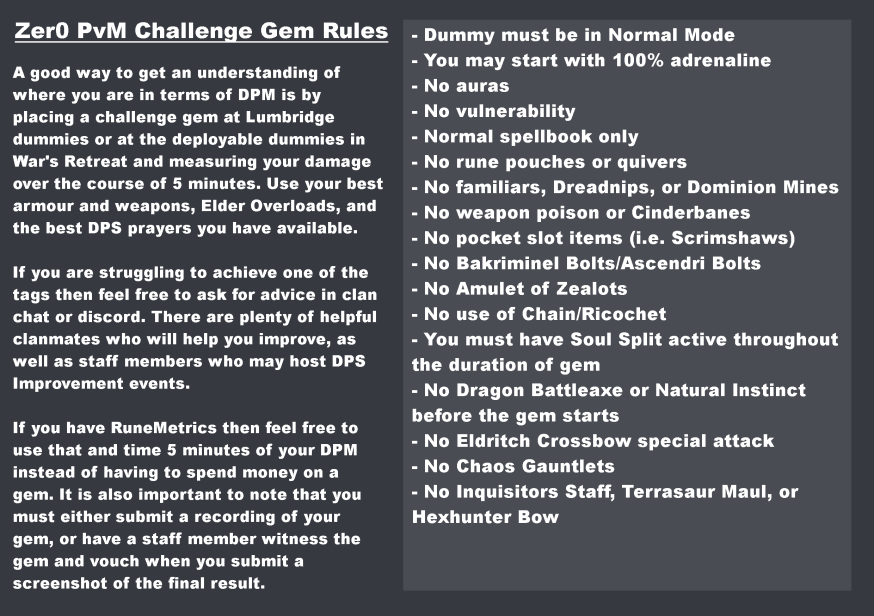 Zer0 PvM Challenge Gem Rules
A good way to get an understanding of
where you are in terms of DPM is by
placing a challenge gem at Lumbridge
dummies or at the deployable dummies in
War's Retreat and measuring your damage
over the course of 5 minutes. Use your best
armour and weapons, Elder Overloads, and
the best DPS prayers you have available.
If you are struggling to achieve one of the
tags then feel free to ask for advice in clan
chat or discord. There are plenty of helpful
clanmates who will help you improve, as
well as staff members who may host DPS
Improvement events.
If you have RuneMetrics then feel free to
use that and time 5 minutes of your DPM
instead of having to spend money on a
gem. It is also important to note that you
must either submit a recording of your
gem, or have a staff member witness the
gem and vouch when you submit a
screenshot of the final result.
- Dummy must be in Normal Mode
- You may start with 100% adrenaline
- No auras
- No vulnerability
- Normal spellbook only
- No rune pouches or quivers
- No familiars, Dreadnips, or Dominion Mines
- No weapon poison or Cinderbanes
- No pocket slot items (i.e. Scrimshaws)
- No Bakriminel Bolts/Ascendri Bolts
- No Amulet of Zealots
- No use of Chain/Ricochet
- You must have Soul Split active throughout
the duration of gem
- No Dragon Battleaxe or Natural Instinct
before the gem starts
- No Eldritch Crossbow special attack
- No Chaos Gauntlets
- No Inquisitors Staff, Terrasaur Maul, or
Hexhunter Bow